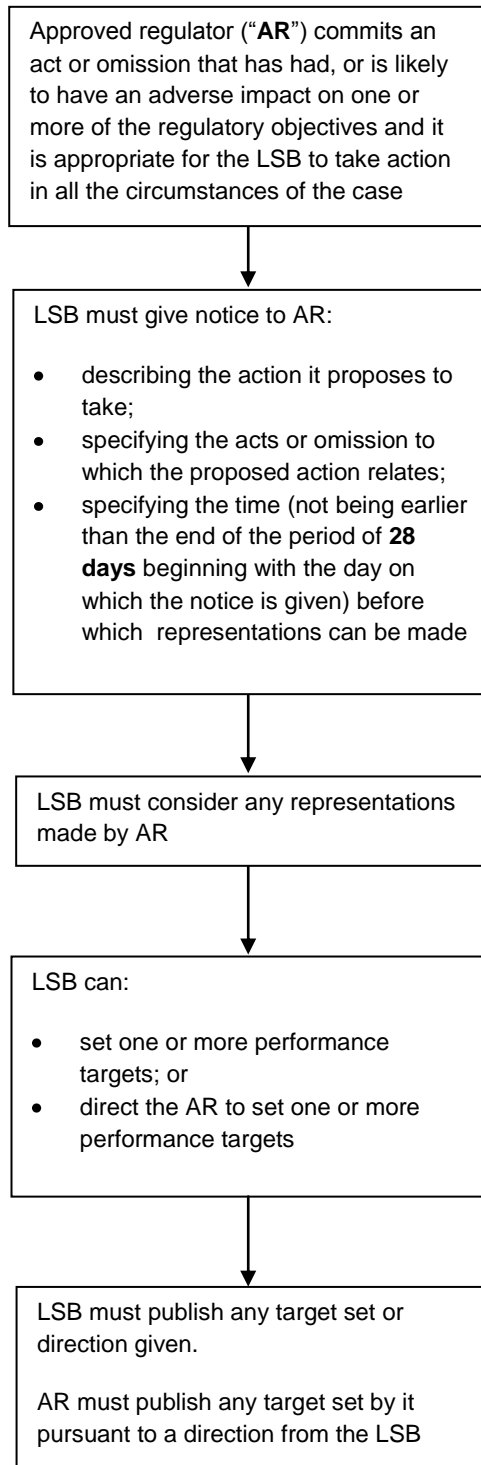 Approved regulator (“AR”) commits an
act or omission that has had, or is likely
to have an adverse impact on one or
more of the regulatory objectives and it
is appropriate for the LSB to take action
in all the circumstances of the case
LSB must give notice to AR:
• describing the action it proposes to
take;
• specifying the acts or omission to
which the proposed action relates;
• specifying the time (not being earlier
than the end of the period of 28
days beginning with the day on
which the notice is given) before
which representations can be made
LSB must consider any representations
made by AR
LSB can:
• set one or more performance
targets; or
• direct the AR to set one or more
performance targets
LSB must publish any target set or
direction given.
AR must publish any target set by it
pursuant to a direction from the LSB